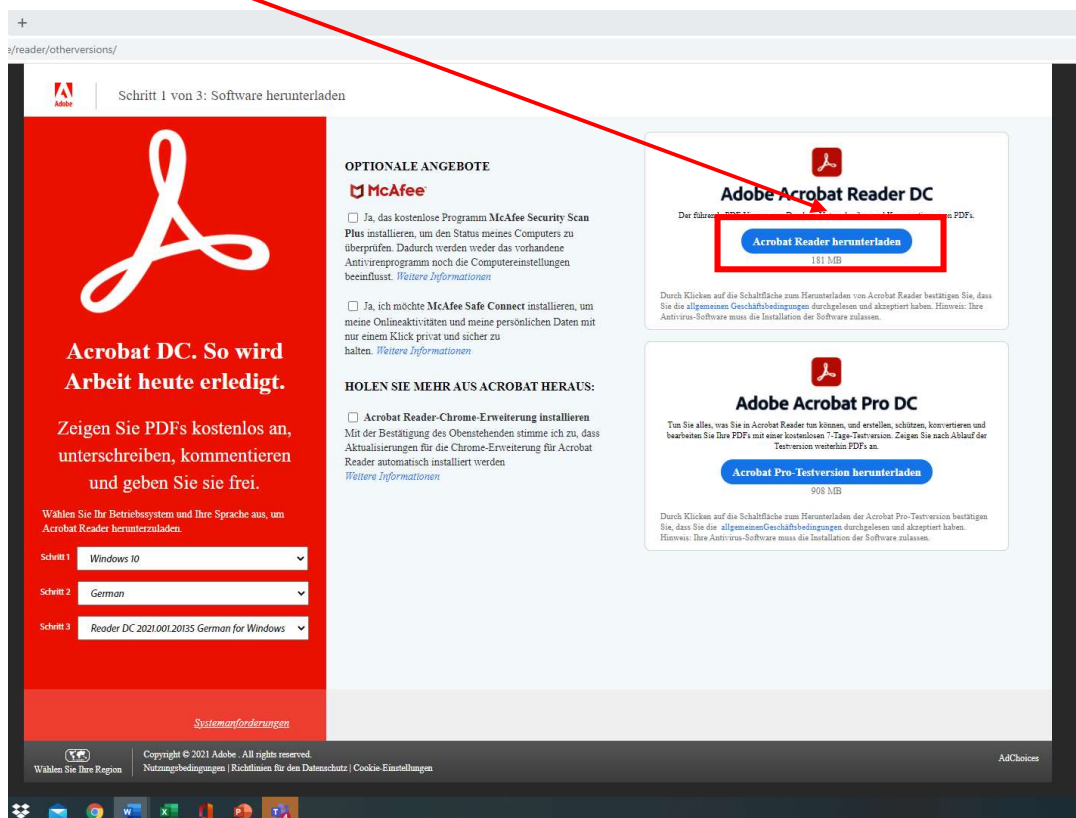 +
e/reader/otherversions/
Adobe
Schritt 1 von 3: Software herunterladen
Acrobat DC. So wird
Arbeit heute erledigt.
Zeigen Sie PDFs kostenlos an,
unterschreiben, kommentieren
und geben Sie sie frei.
Wählen Sie Ihr Betriebssystem und Ihre Sprache aus, um
Acrobat Reader herunterzuladen.
Schritt 1 Windows 10
Schritt 2 German
Schritt 3 Reader DC 2021.001.20135 German for Windows
Systemanforderungen
OPTIONALE ANGEBOTE
McAfee
Ja, das kostenlose Programm McAfee Security Scan
Plus installieren, um den Status meines Computers zu
überprüfen. Dadurch werden weder das vorhandene
Antivirenprogramm noch die Computereinstellungen
beeinflusst. Weitere Informationen
Ja, ich möchte McAfee Safe Connect installieren, um
meine Onlineaktivitäten und meine persönlichen Daten mit
nur einem Klick privat und sicher zu
halten. Weitere Informationen
HOLEN SIE MEHR AUS ACROBAT HERAUS:
Acrobat Reader-Chrome-Erweiterung installieren
Mit der Bestätigung des Obenstehenden stimme ich zu, dass
Aktualisierungen für die Chrome-Erweiterung für Acrobat
Reader automatisch installiert werden
Weitere Informationen
Adobe Acrobat Reader DC
Der führende PDF-Viewer zum PDFs.
Acrobat Reader herunterladen
181 MB
Durch Klicken auf die Schaltfläche zum Herunterladen von Acrobat Reader bestätigen Sie, dass
Sie die allgemeinen Geschäftsbedingungen durchgelesen und akzeptiert haben. Hinweis: Ihre
Antivirus-Software muss die Installation der Software zulassen.
Adobe Acrobat Pro DC
Tun Sie alles, was Sie in Acrobat Reader tun können, und erstellen, schützen, konvertieren und
bearbeiten Sie Ihre PDFs mit einer kostenlosen 7-Tage-Testversion. Zeigen Sie nach Ablauf der
Testversion weiterhin PDFs an.
Acrobat Pro-Testversion herunterladen
908 MB
Durch Klicken auf die Schaltfläche zum Herunterladen der Acrobat Pro-Testversion bestätigen
Sie, dass Sie die allgemeinenGeschäftsbedingungen durchgelesen und akzeptiert haben.
Hinweis: Ihre Antivirus-Software muss die Installation der Software zulassen.
Wählen Sie Ihre Region
Copyright © 2021 Adobe . All rights reserved.
Nutzungsbedingungen | Richtlinien für den Datenschutz | Cookie-Einstellungen
AdChoices